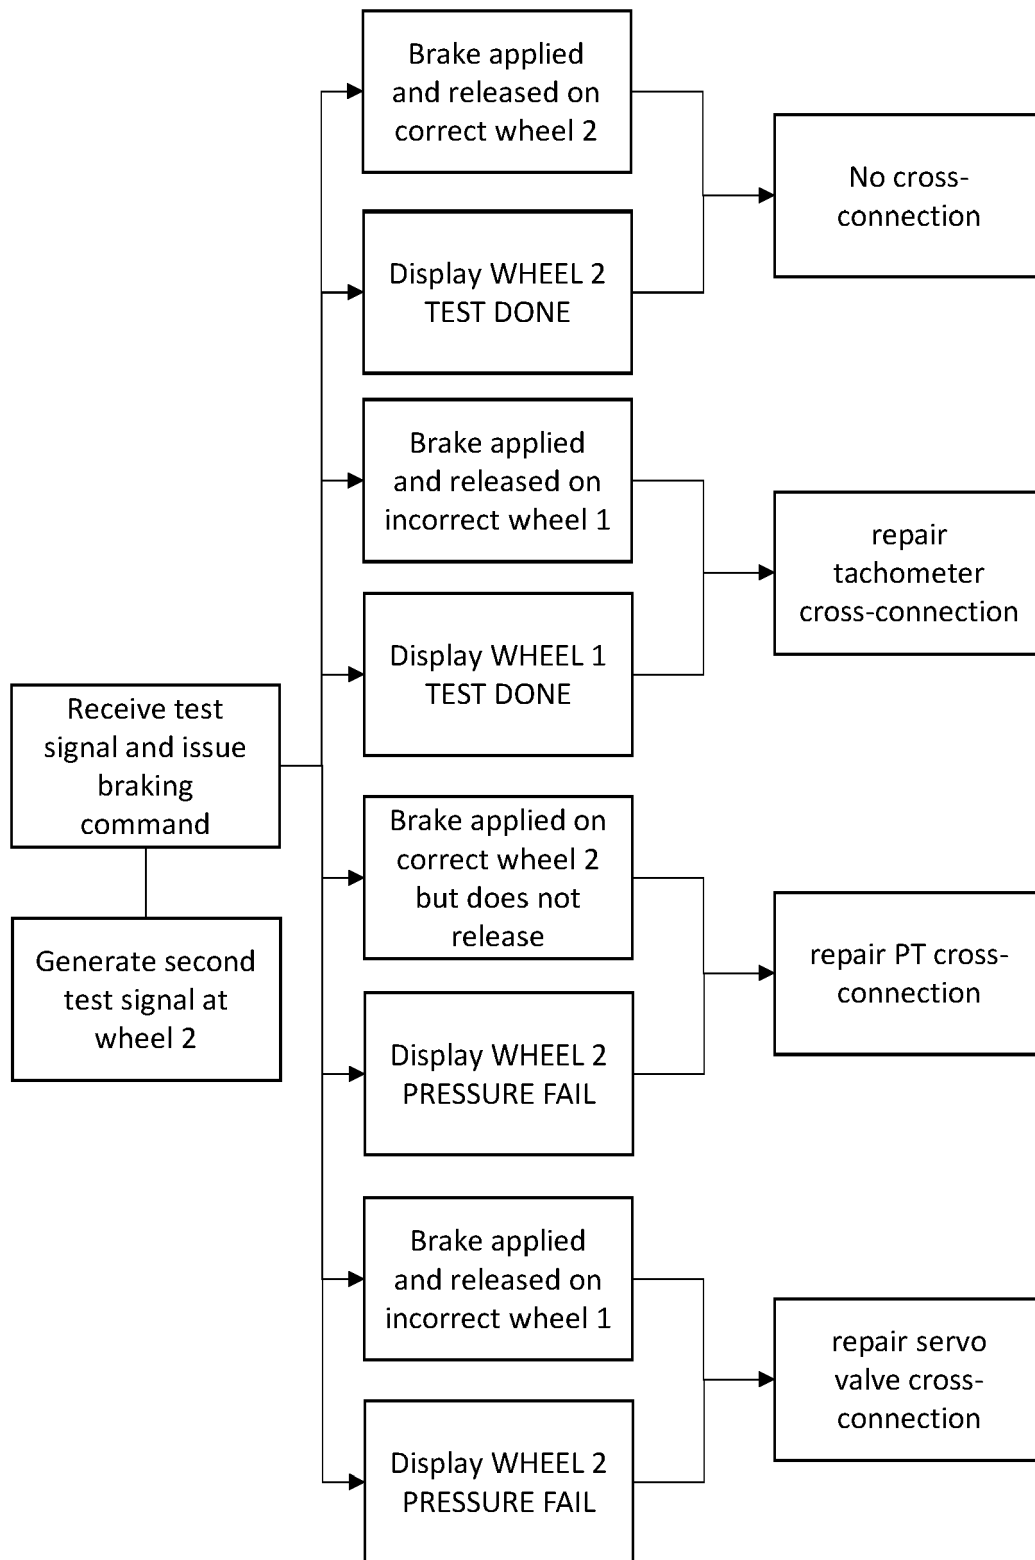 Brake applied
and released on
correct wheel 2
No cross-
connection
Display WHEEL 2
TEST DONE
Brake applied
and released on
incorrect wheel 1
repair
tachometer
cross-connection
Display WHEEL 1
TEST DONE
Receive test
signal and issue
braking
command
Brake applied on
correct wheel 2
but does not
release
Generate second
test signal at
wheel 2
repair PT cross-
connection
Display WHEEL 2
PRESSURE FAIL
Brake applied
and released on
incorrect wheel 1
repair servo
valve cross-
connection
Display WHEEL 2
PRESSURE FAIL